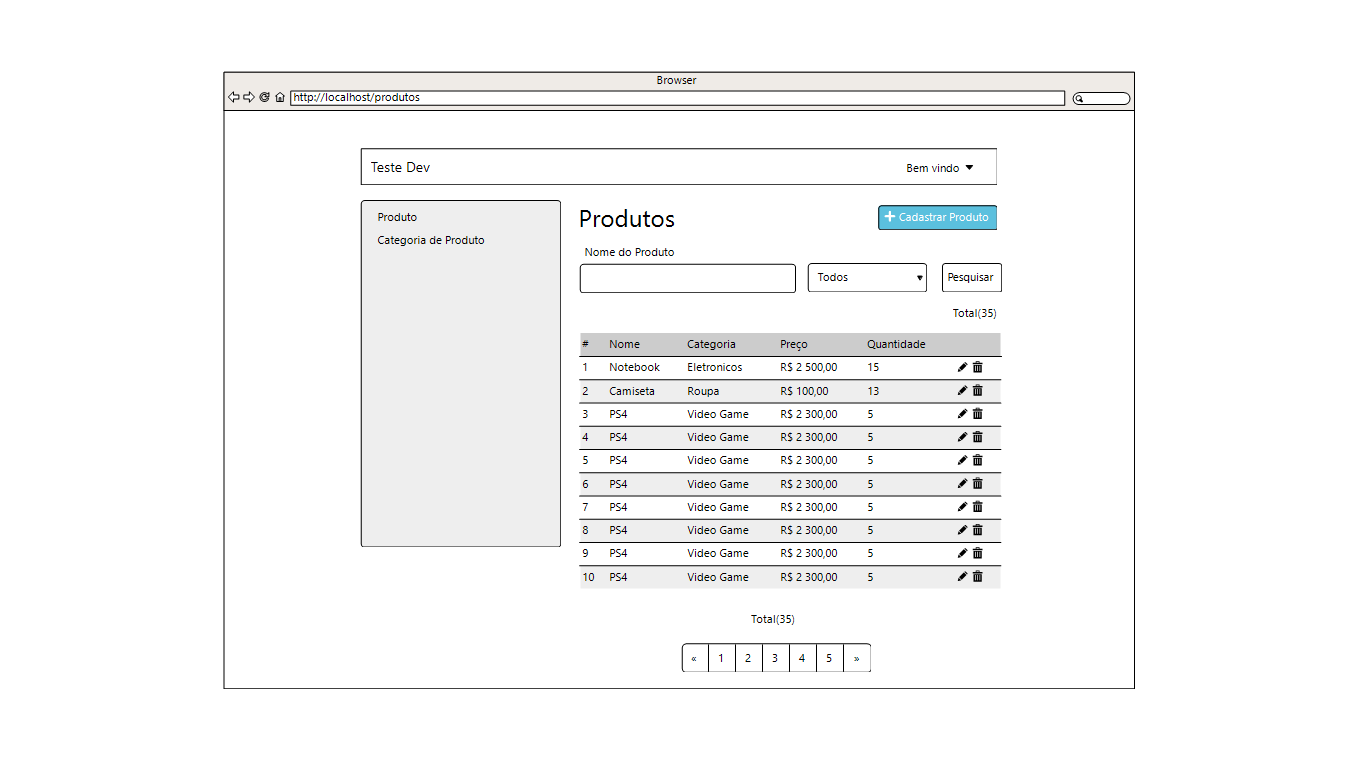 Browser
http://localhost/produtos
Teste Dev Bem vindo
Produto
Categoria de Produto
Produtos
Cadastrar Produto
Nome do Produto
Todos Pesquisar
Total(35)
# Nome Categoria Preço Quantidade
1 Notebook Eletronicos R$ 2 500,00 15
2 Camiseta Roupa R$ 100,00 13
3 PS4 Video Game R$ 2 300,00 5
4 PS4 Video Game R$ 2 300,00 5
5 PS4 Video Game R$ 2 300,00 5
6 PS4 Video Game R$ 2 300,00 5
7 PS4 Video Game R$ 2 300,00 5
8 PS4 Video Game R$ 2 300,00 5
9 PS4 Video Game R$ 2 300,00 5
10 PS4 Video Game R$ 2 300,00 5
Total(35)
« 1 2 3 4 5 »